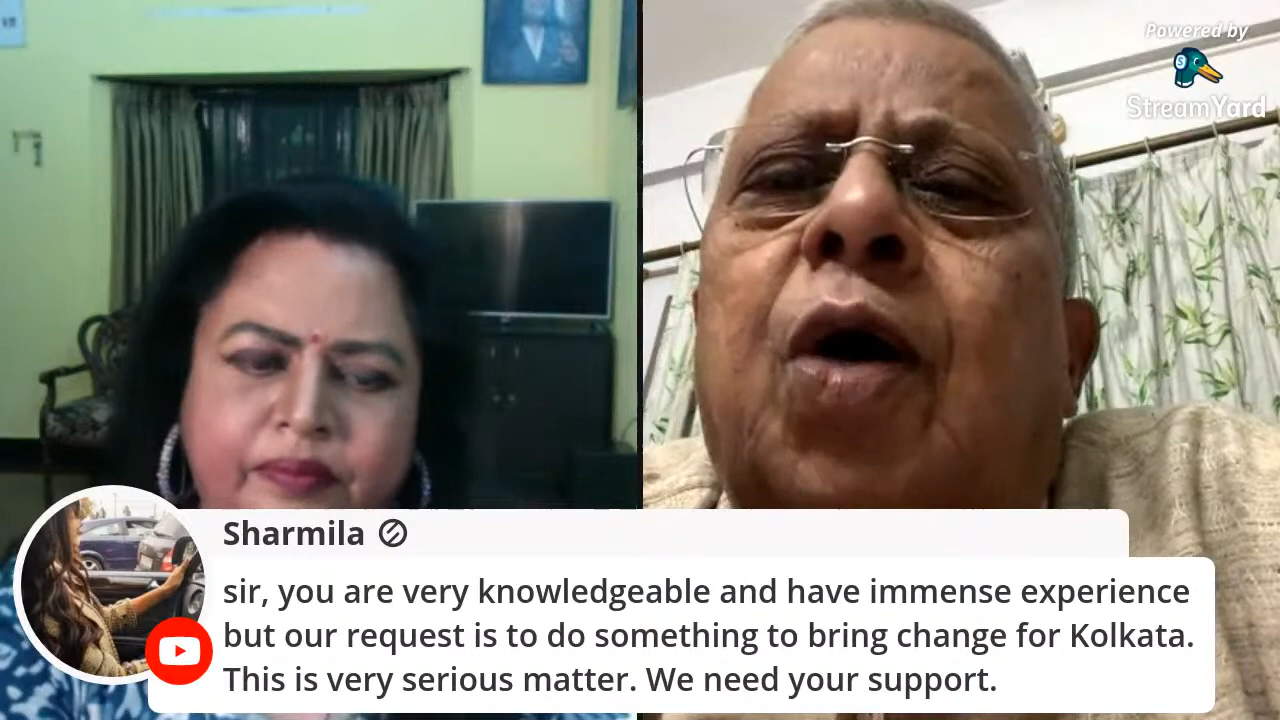 Powered by
StreamYard
Sharmila
sir, you are very knowledgeable and have immense experience
but our request is to do something to bring change for Kolkata.
This is very serious matter. We need your support.